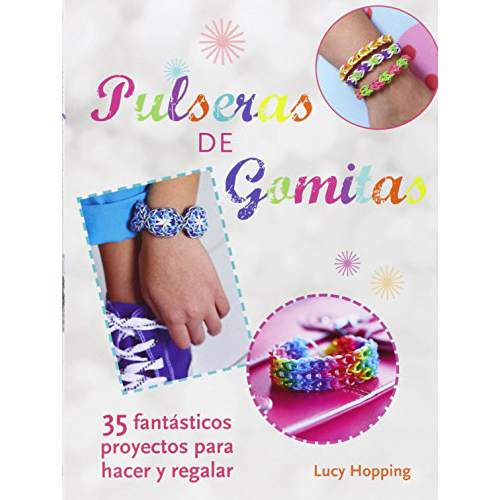 Pulseras
DE
Gomitas
35 fantásticos
proyectos para
hacer y regalar
Lucy Hopping